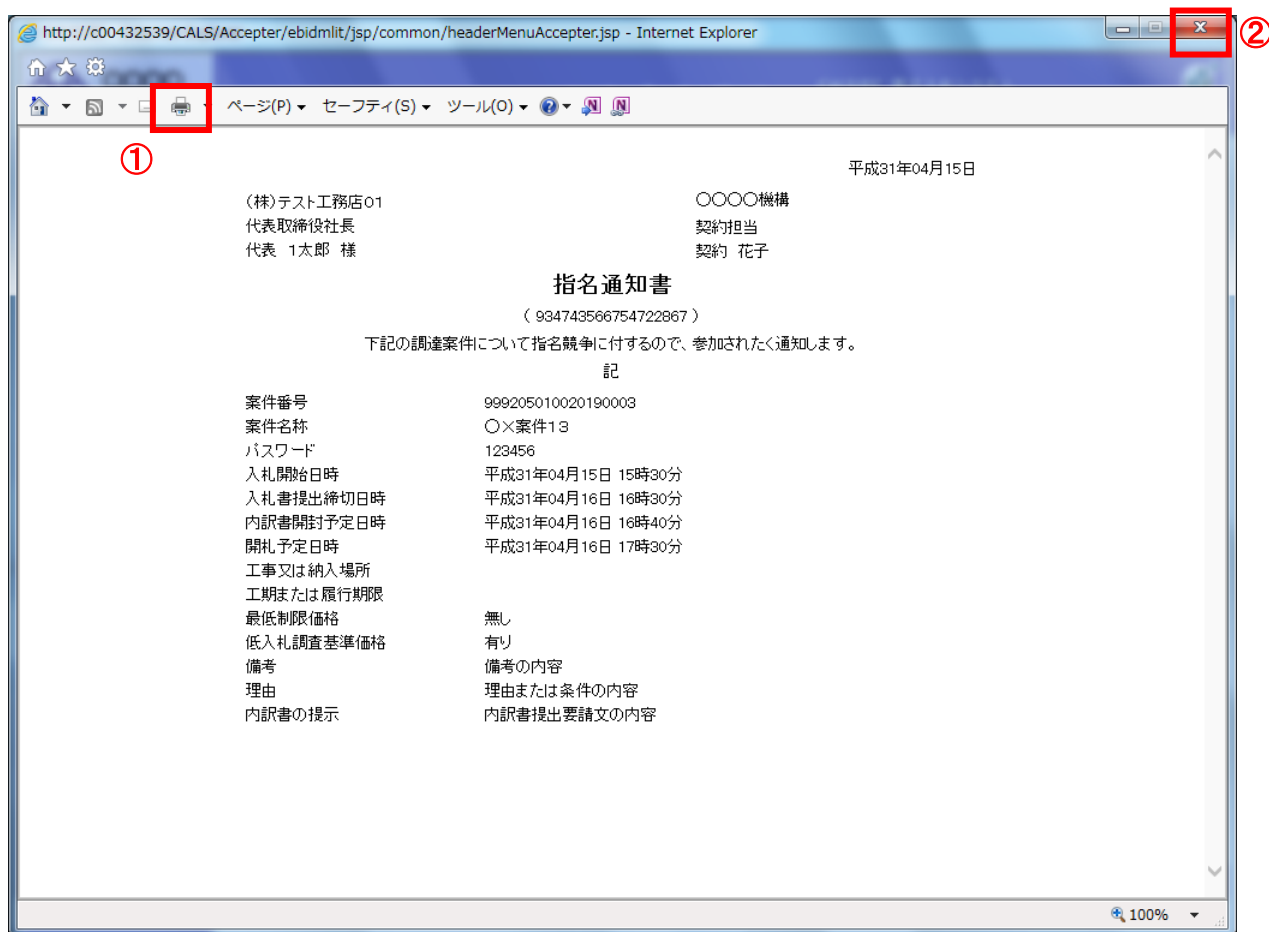 http://c00432539/CALS/Accepter/ebidmlit/jsp/common/headerMenuAccepter.jsp - Internet Explorer
②
ページ(P) セーフティ(S) ツール(O)
①
平成31年04月15日
(株)テスト工務店01 〇〇〇〇機構
代表取締役社長 契約担当
代表 1太郎 様 契約 花子
指名通知書
( 934743566754722867 )
下記の調達案件について指名競争に付するので、参加されたく通知します。
記
案件番号 999205010020190003
案件名称 〇×案件13
パスワード 123456
入札開始日時 平成31年04月15日 15時30分
入札書提出締切日時 平成31年04月16日 16時30分
内訳書開封予定日時 平成31年04月16日 16時40分
開札予定日時 平成31年04月16日 17時30分
工事又は納入場所
工期または履行期限
最低制限価格 無し
低入札調査基準価格 有り
備考 備考の内容
理由 理由または条件の内容
内訳書の提示 内訳書提出要請文の内容
100%